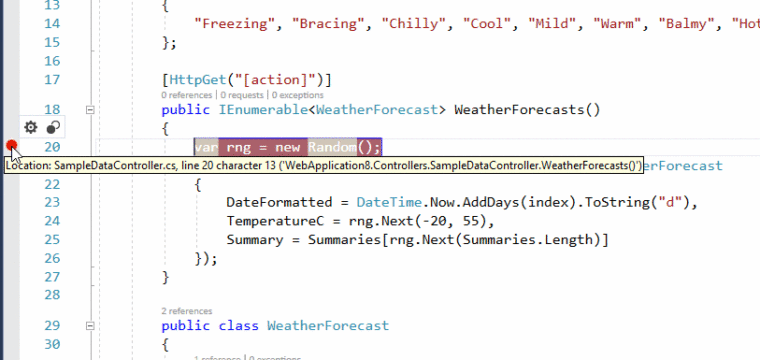 13 {
14 "Freezing", "Bracing", "Chilly", "Cool", "Mild", "Warm", "Balmy", "Hot
15 };
16
17 [HttpGet("[action]")]
0 references | 0 requests | 0 exceptions
18 public IEnumerable<WeatherForecast> WeatherForecasts()
{
20 var rng = new Random();
Location: SampleDataController.cs, line 20 character 13 ('WebApplication8.Controllers.SampleDataController.WeatherForecasts()')
erForecast
22 {
23 DateFormatted = DateTime.Now.AddDays(index).ToString("d"),
24 TemperatureC = rng.Next(-20, 55),
25 Summary = Summaries[rng.Next(Summaries.Length)]
26 });
27 }
28
2 references
29 public class WeatherForecast
30 {
1 reference | 0 exceptions